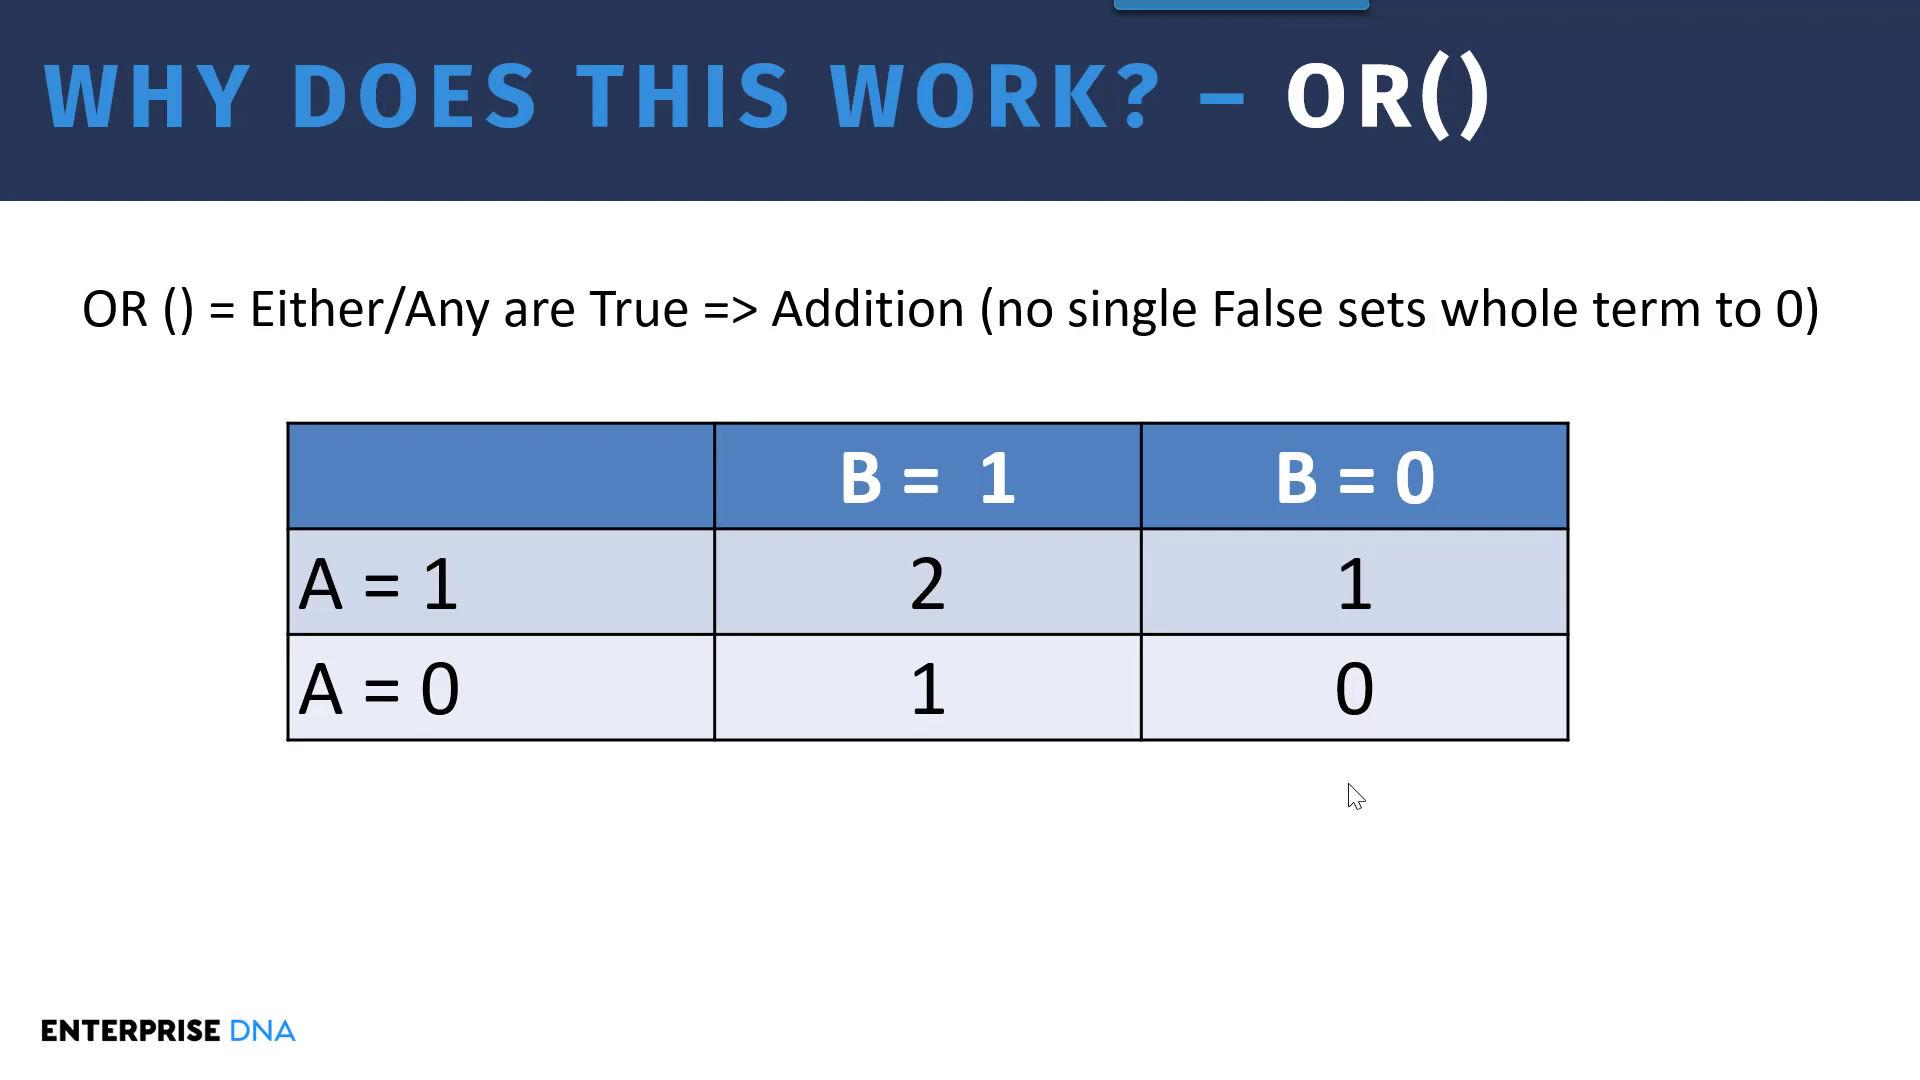 WHY DOES THIS WORK? – OR()
OR () = Either/Any are True => Addition (no single False sets whole term to 0)
B =  1 B = 0
A = 1 2 1
A = 0 1 0
ENTERPRISE DNA